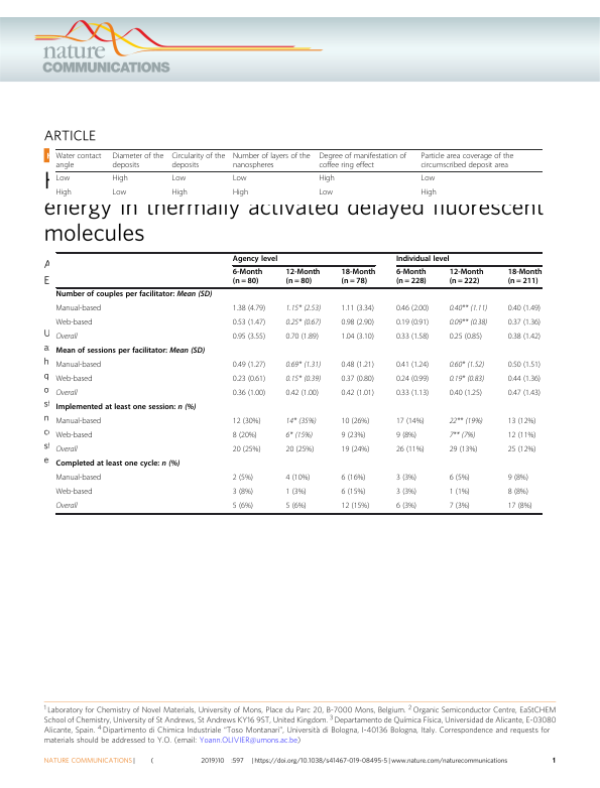 nature
COMMUNICATIONS
ARTICLE
Water contact angle Diameter of the deposits Circularity of the deposits Number of layers of the nanospheres Degree of manifestation of coffee ring effect Particle area coverage of the circumscribed deposit area
Low High Low Low High Low
High Low High High Low High
energy in thermally activated delayed fluorescent
molecules
Agency level Individual level
6-Month (n = 80) 12-Month (n = 80) 18-Month (n = 78) 6-Month (n = 228) 12-Month (n = 222) 18-Month (n = 211)
Number of couples per facilitator: Mean (SD)
Manual-based 1.38 (4.79) 1.15* (2.53) 1.11 (3.34) 0.46 (2.00) 0.40** (1.11) 0.40 (1.49)
Web-based 0.53 (1.47) 0.25* (0.67) 0.98 (2.90) 0.19 (0.91) 0.09** (0.38) 0.37 (1.36)
Overall 0.95 (3.55) 0.70 (1.89) 1.04 (3.10) 0.33 (1.58) 0.25 (0.85) 0.38 (1.42)
Mean of sessions per facilitator: Mean (SD)
Manual-based 0.49 (1.27) 0.69* (1.31) 0.48 (1.21) 0.41 (1.24) 0.60* (1.52) 0.50 (1.51)
Web-based 0.23 (0.61) 0.15* (0.39) 0.37 (0.80) 0.24 (0.99) 0.19* (0.83) 0.44 (1.36)
Overall 0.36 (1.00) 0.42 (1.00) 0.42 (1.01) 0.33 (1.13) 0.40 (1.25) 0.47 (1.43)
Implemented at least one session: n (%)
Manual-based 12 (30%) 14* (35%) 10 (26%) 17 (14%) 22** (19%) 13 (12%)
Web-based 8 (20%) 6* (15%) 9 (23%) 9 (8%) 7** (7%) 12 (11%)
Overall 20 (25%) 20 (25%) 19 (24%) 26 (11%) 29 (13%) 25 (12%)
Completed at least one cycle: n (%)
Manual-based 2 (5%) 4 (10%) 6 (16%) 3 (3%) 6 (5%) 9 (8%)
Web-based 3 (8%) 1 (3%) 6 (15%) 3 (3%) 1 (1%) 8 (8%)
Overall 5 (6%) 5 (6%) 12 (15%) 6 (3%) 7 (3%) 17 (8%)
1 Laboratory for Chemistry of Novel Materials, University of Mons, Place du Parc 20, B-7000 Mons, Belgium. 2 Organic Semiconductor Centre, EaStCHEM
School of Chemistry, University of St Andrews, St Andrews KY16 9ST, United Kingdom. 3 Departamento de Química Física, Universidad de Alicante, E-03080
Alicante, Spain. 4 Dipartimento di Chimica Industriale "Toso Montanari", Università di Bologna, I-40136 Bologna, Italy. Correspondence and requests for
materials should be addressed to Y.O. (email: Yoann.OLIVIER@umons.ac.be)
NATURE COMMUNICATIONS | ( 2019)10 :597 | https://doi.org/10.1038/s41467-019-08495-5 | www.nature.com/naturecommunications 1